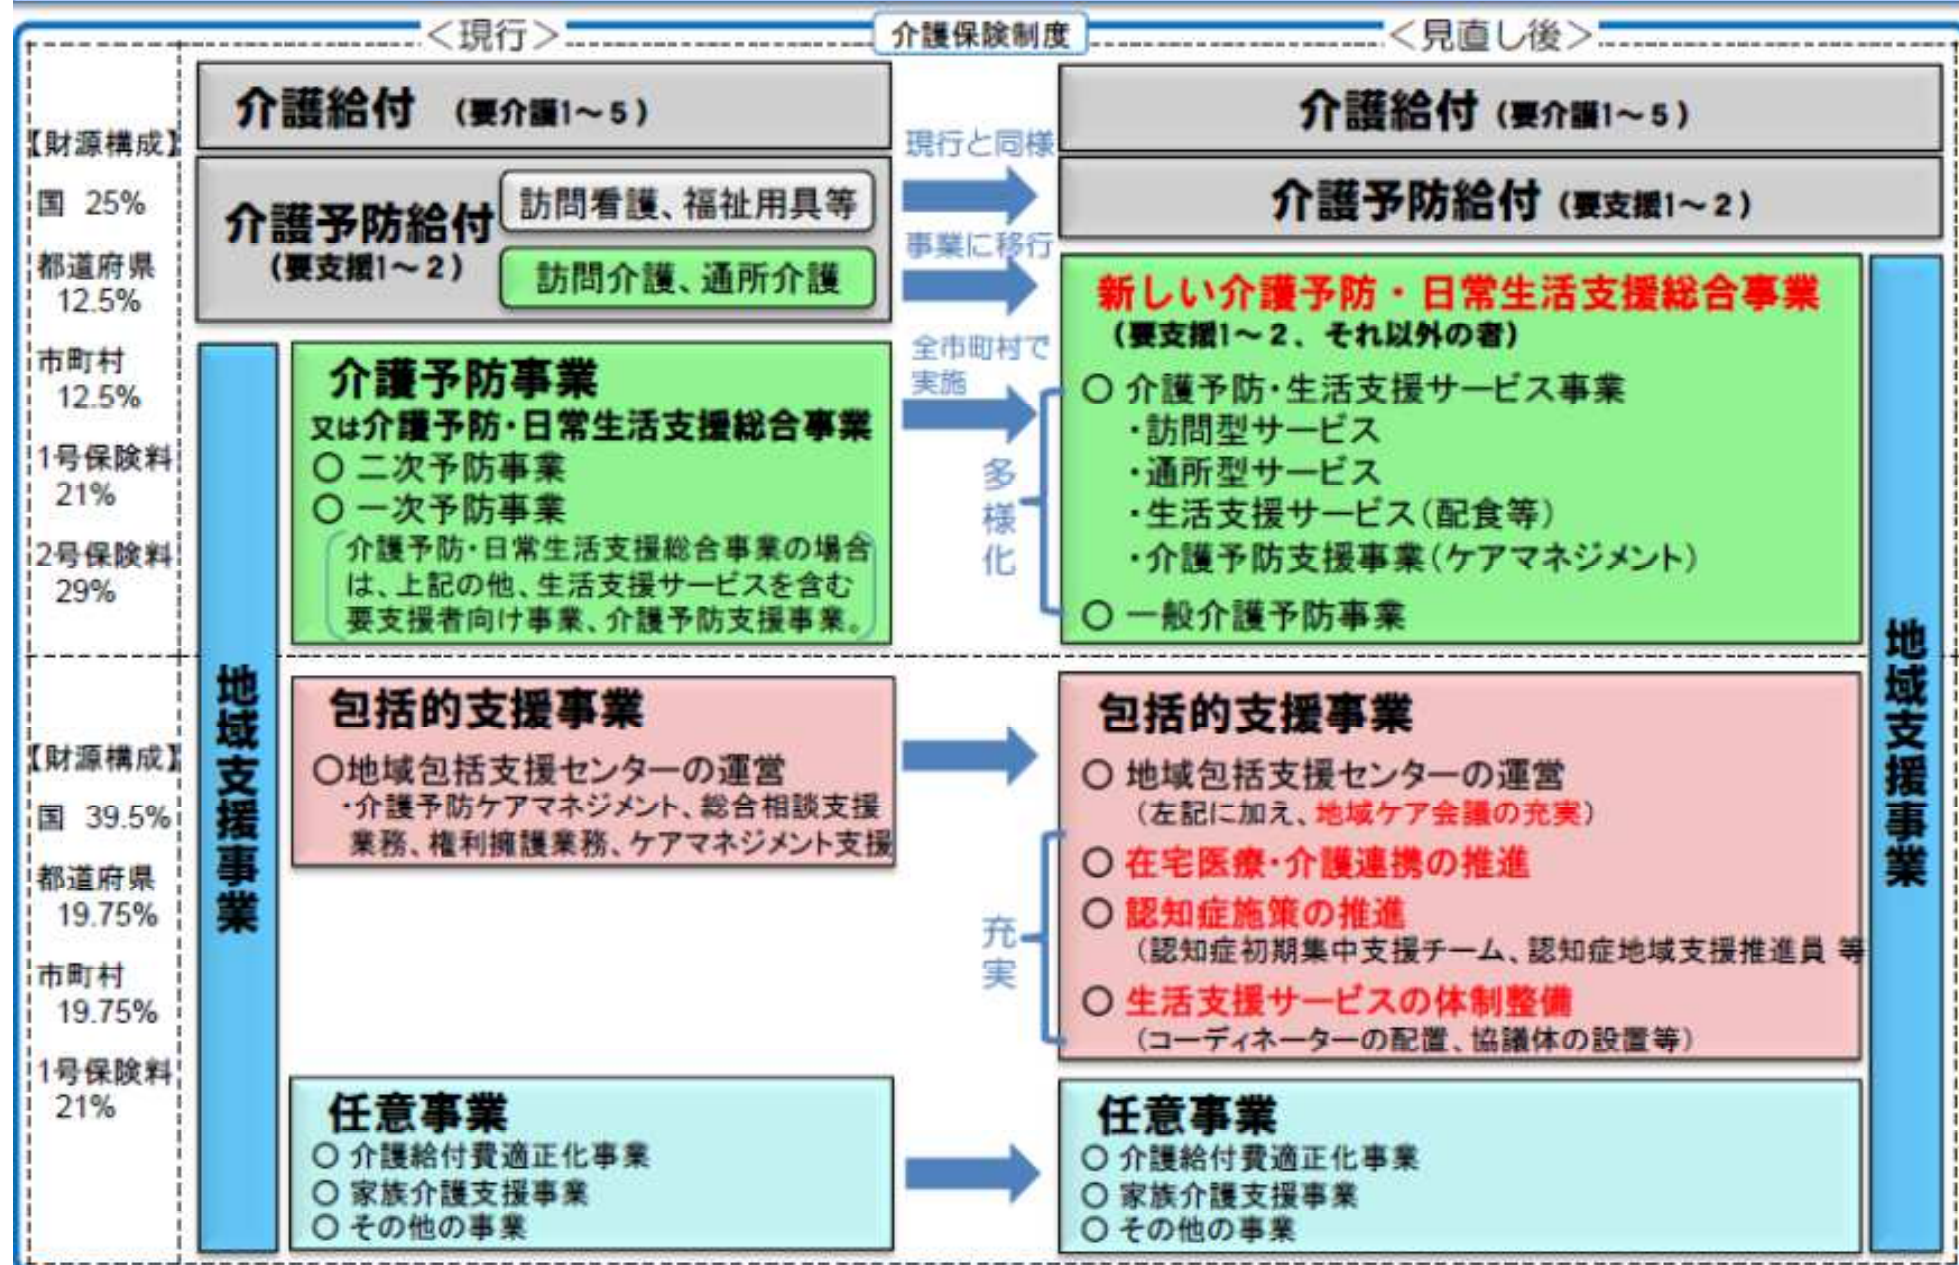 介護保険制度
<現行>
<見直し後>
【財源構成】
国 25%
都道府県
12.5%
市町村
12.5%
1号保険料
21%
2号保険料
29%
【財源構成】
国 39.5%
都道府県
19.75%
市町村
19.75%
1号保険料
21%
介護給付 (要介護1~5)
介護予防給付
(要支援1~2)
訪問看護、福祉用具等
訪問介護、通所介護
地域支援事業
介護予防事業
又は介護予防・日常生活支援総合事業
○ 二次予防事業
○ 一次予防事業
介護予防・日常生活支援総合事業の場合
は、上記の他、生活支援サービスを含む
要支援者向け事業、介護予防支援事業。
包括的支援事業
○地域包括支援センターの運営
・介護予防ケアマネジメント、総合相談支援
業務、権利擁護業務、ケアマネジメント支援
任意事業
○ 介護給付費適正化事業
○ 家族介護支援事業
○ その他の事業
現行と同様
事業に移行
全市町村で
実施
多様化
充実
介護給付 (要介護1~5)
介護予防給付 (要支援1~2)
新しい介護予防・日常生活支援総合事業
(要支援1~2、それ以外の者)
○ 介護予防・生活支援サービス事業
・訪問型サービス
・通所型サービス
・生活支援サービス(配食等)
・介護予防支援事業(ケアマネジメント)
○ 一般介護予防事業
包括的支援事業
○ 地域包括支援センターの運営
(左記に加え、地域ケア会議の充実)
○ 在宅医療・介護連携の推進
○ 認知症施策の推進
(認知症初期集中支援チーム、認知症地域支援推進員 等
○ 生活支援サービスの体制整備
(コーディネーターの配置、協議体の設置等)
任意事業
○ 介護給付費適正化事業
○ 家族介護支援事業
○ その他の事業
地域支援事業